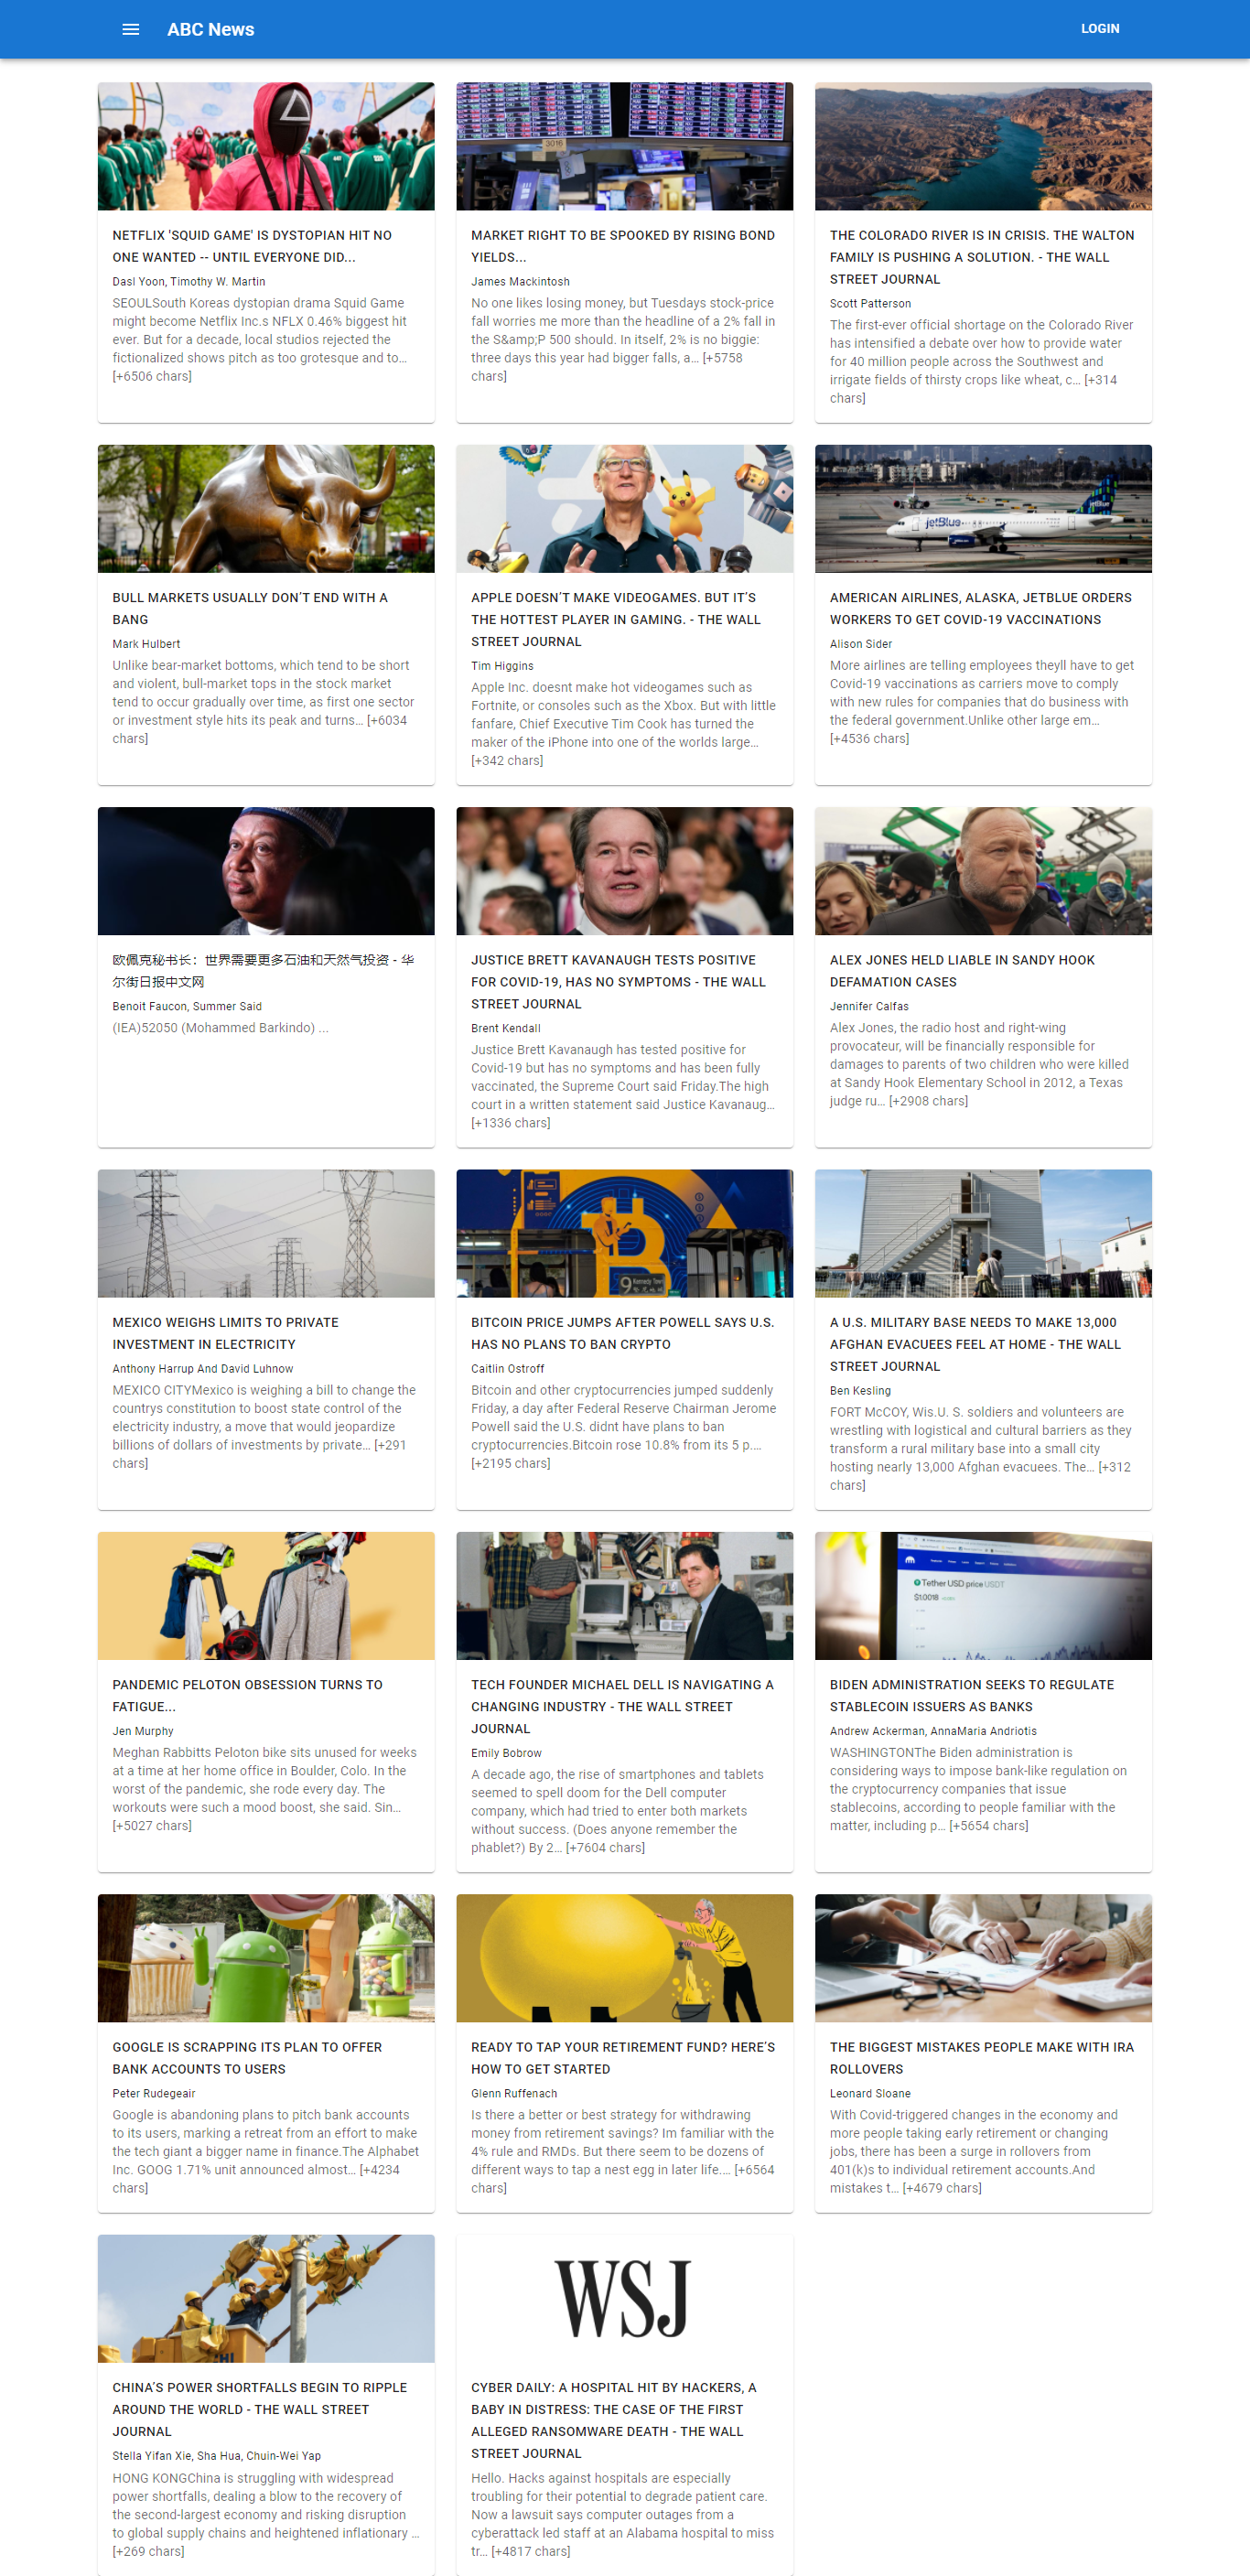 ABC News
LOGIN
3016
NETFLIX 'SQUID GAME' IS DYSTOPIAN HIT NO
ONE WANTED -- UNTIL EVERYONE DID...
Dasl Yoon, Timothy W. Martin
SEOULSouth Koreas dystopian drama Squid Game
might become Netflix Inc.s NFLX 0.46% biggest hit
ever. But for a decade, local studios rejected the
fictionalized shows pitch as too grotesque and to…
[+6506 chars]
MARKET RIGHT TO BE SPOOKED BY RISING BOND
YIELDS...
James Mackintosh
No one likes losing money, but Tuesdays stock-price
fall worries me more than the headline of a 2% fall in
the S&amp;P 500 should. In itself, 2% is no biggie:
three days this year had bigger falls, a… [+5758
chars]
THE COLORADO RIVER IS IN CRISIS. THE WALTON
FAMILY IS PUSHING A SOLUTION. - THE WALL
STREET JOURNAL
Scott Patterson
The first-ever official shortage on the Colorado River
has intensified a debate over how to provide water
for 40 million people across the Southwest and
irrigate fields of thirsty crops like wheat, c… [+314
chars]
jetBlue
BULL MARKETS USUALLY DON’T END WITH A
BANG
Mark Hulbert
Unlike bear-market bottoms, which tend to be short
and violent, bull-market tops in the stock market
tend to occur gradually over time, as first one sector
or investment style hits its peak and turns… [+6034
chars]
APPLE DOESN’T MAKE VIDEOGAMES. BUT IT’S
THE HOTTEST PLAYER IN GAMING. - THE WALL
STREET JOURNAL
Tim Higgins
Apple Inc. doesnt make hot videogames such as
Fortnite, or consoles such as the Xbox. But with little
fanfare, Chief Executive Tim Cook has turned the
maker of the iPhone into one of the worlds large…
[+342 chars]
AMERICAN AIRLINES, ALASKA, JETBLUE ORDERS
WORKERS TO GET COVID-19 VACCINATIONS
Alison Sider
More airlines are telling employees theyll have to get
Covid-19 vaccinations as carriers move to comply
with new rules for companies that do business with
the federal government.Unlike other large em…
[+4536 chars]
欧佩克秘书长：世界需要更多石油和天然气投资 - 华
尔街日报中文网
Benoit Faucon, Summer Said
(IEA)52050 (Mohammed Barkindo) ...
JUSTICE BRETT KAVANAUGH TESTS POSITIVE
FOR COVID-19, HAS NO SYMPTOMS - THE WALL
STREET JOURNAL
Brent Kendall
Justice Brett Kavanaugh has tested positive for
Covid-19 but has no symptoms and has been fully
vaccinated, the Supreme Court said Friday.The high
court in a written statement said Justice Kavanaug…
[+1336 chars]
ALEX JONES HELD LIABLE IN SANDY HOOK
DEFAMATION CASES
Jennifer Calfas
Alex Jones, the radio host and right-wing
provocateur, will be financially responsible for
damages to parents of two children who were killed
at Sandy Hook Elementary School in 2012, a Texas
judge ru… [+2908 chars]
9 Kennedy Town
MEXICO WEIGHS LIMITS TO PRIVATE
INVESTMENT IN ELECTRICITY
Anthony Harrup And David Luhnow
MEXICO CITYMexico is weighing a bill to change the
countrys constitution to boost state control of the
electricity industry, a move that would jeopardize
billions of dollars of investments by private… [+291
chars]
BITCOIN PRICE JUMPS AFTER POWELL SAYS U.S.
HAS NO PLANS TO BAN CRYPTO
Caitlin Ostroff
Bitcoin and other cryptocurrencies jumped suddenly
Friday, a day after Federal Reserve Chairman Jerome
Powell said the U.S. didnt have plans to ban
cryptocurrencies.Bitcoin rose 10.8% from its 5 p.…
[+2195 chars]
A U.S. MILITARY BASE NEEDS TO MAKE 13,000
AFGHAN EVACUEES FEEL AT HOME - THE WALL
STREET JOURNAL
Ben Kesling
FORT McCOY, Wis.U. S. soldiers and volunteers are
wrestling with logistical and cultural barriers as they
transform a rural military base into a small city
hosting nearly 13,000 Afghan evacuees. The… [+312
chars]
Tether USD price USDT
$1.0018
PANDEMIC PELOTON OBSESSION TURNS TO
FATIGUE...
Jen Murphy
Meghan Rabbitts Peloton bike sits unused for weeks
at a time at her home office in Boulder, Colo. In the
worst of the pandemic, she rode every day. The
workouts were such a mood boost, she said. Sin…
[+5027 chars]
TECH FOUNDER MICHAEL DELL IS NAVIGATING A
CHANGING INDUSTRY - THE WALL STREET
JOURNAL
Emily Bobrow
A decade ago, the rise of smartphones and tablets
seemed to spell doom for the Dell computer
company, which had tried to enter both markets
without success. (Does anyone remember the
phablet?) By 2… [+7604 chars]
BIDEN ADMINISTRATION SEEKS TO REGULATE
STABLECOIN ISSUERS AS BANKS
Andrew Ackerman, AnnaMaria Andriotis
WASHINGTONThe Biden administration is
considering ways to impose bank-like regulation on
the cryptocurrency companies that issue
stablecoins, according to people familiar with the
matter, including p… [+5654 chars]
GOOGLE IS SCRAPPING ITS PLAN TO OFFER
BANK ACCOUNTS TO USERS
Peter Rudegeair
Google is abandoning plans to pitch bank accounts
to its users, marking a retreat from an effort to make
the tech giant a bigger name in finance.The Alphabet
Inc. GOOG 1.71% unit announced almost… [+4234
chars]
READY TO TAP YOUR RETIREMENT FUND? HERE’S
HOW TO GET STARTED
Glenn Ruffenach
Is there a better or best strategy for withdrawing
money from retirement savings? Im familiar with the
4% rule and RMDs. But there seem to be dozens of
different ways to tap a nest egg in later life.… [+6564
chars]
THE BIGGEST MISTAKES PEOPLE MAKE WITH IRA
ROLLOVERS
Leonard Sloane
With Covid-triggered changes in the economy and
more people taking early retirement or changing
jobs, there has been a surge in rollovers from
401(k)s to individual retirement accounts.And
mistakes t… [+4679 chars]
WSJ
CHINA’S POWER SHORTFALLS BEGIN TO RIPPLE
AROUND THE WORLD - THE WALL STREET
JOURNAL
Stella Yifan Xie, Sha Hua, Chuin-Wei Yap
HONG KONGChina is struggling with widespread
power shortfalls, dealing a blow to the recovery of
the second-largest economy and risking disruption
to global supply chains and heightened inflationary …
[+269 chars]
CYBER DAILY: A HOSPITAL HIT BY HACKERS, A
BABY IN DISTRESS: THE CASE OF THE FIRST
ALLEGED RANSOMWARE DEATH - THE WALL
STREET JOURNAL
Hello. Hacks against hospitals are especially
troubling for their potential to degrade patient care.
Now a lawsuit says computer outages from a
cyberattack led staff at an Alabama hospital to miss
tr… [+4817 chars]